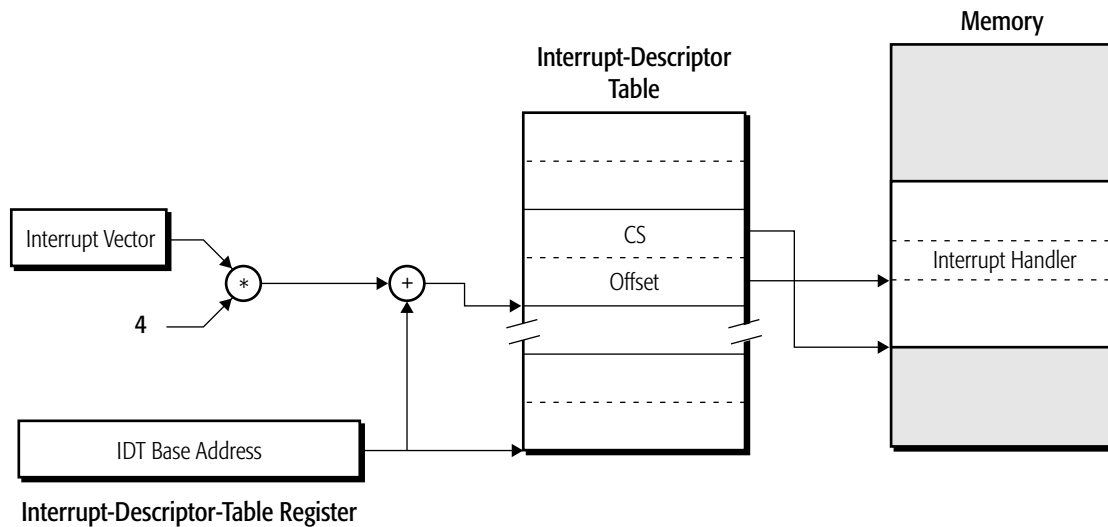 Memory
Interrupt-Descriptor
Table
Interrupt Vector
CS
Offset
Interrupt Handler
*
+
4
IDT Base Address
Interrupt-Descriptor-Table Register